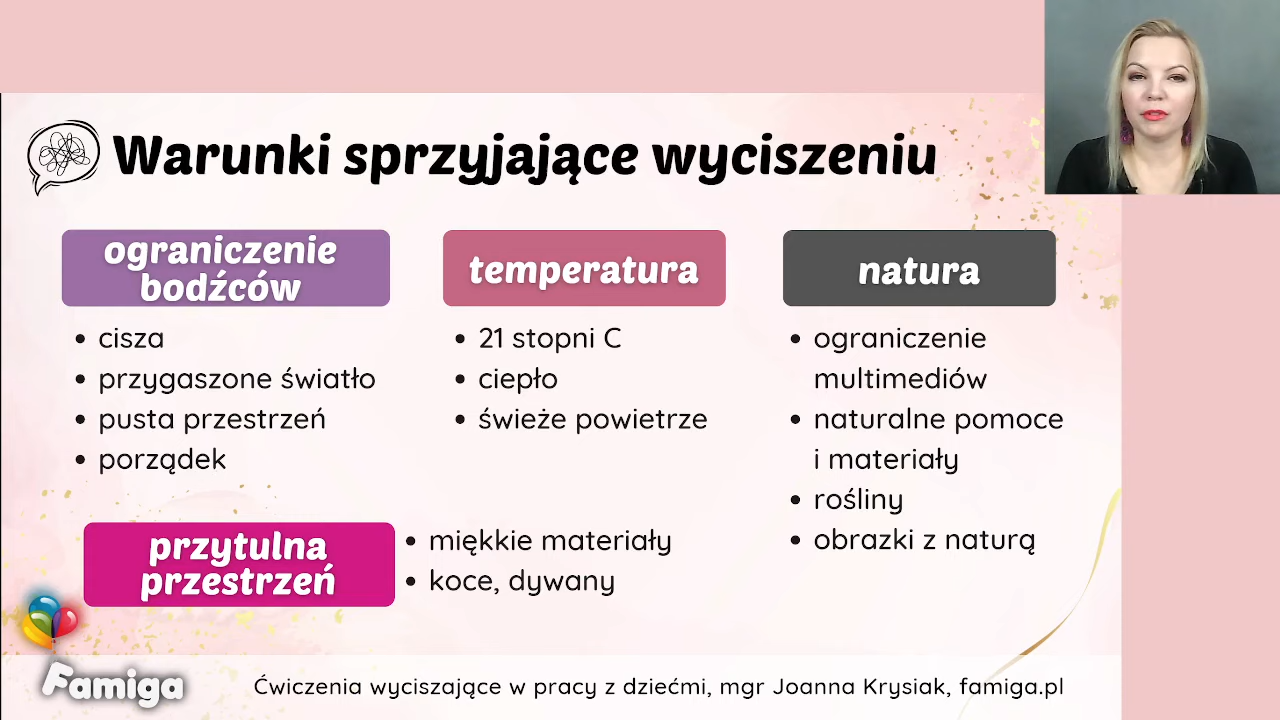 Warunki sprzyjające wyciszeniu
ograniczenie
bodźców
cisza
przygaszone światło
pusta przestrzeń
porządek
temperatura
21 stopni C
ciepło
świeże powietrze
natura
ograniczenie
multimediów
naturalne pomoce
i materiały
rośliny
obrazki z naturą
przytulna
przestrzeń
miękkie materiały
koce, dywany
Famiga
Ćwiczenia wyciszające w pracy z dziećmi, mgr Joanna Krysiak, famiga.pl